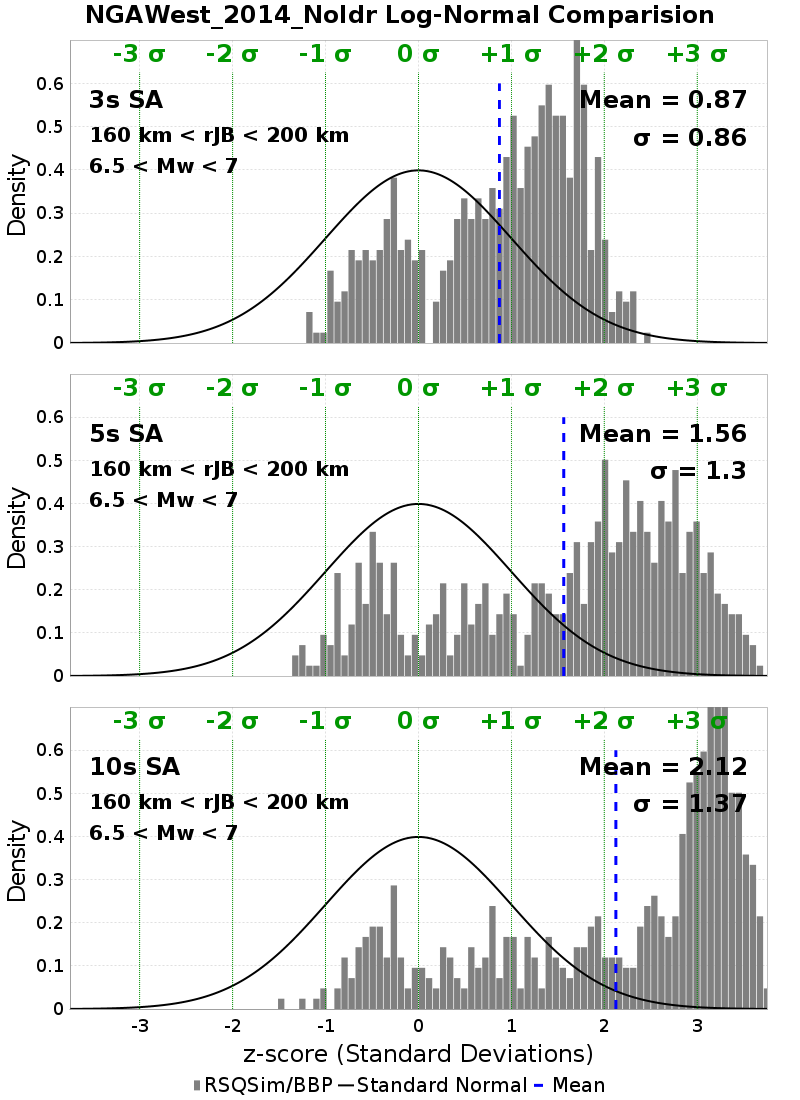 NGAWest_2014_NoIdr Log-Normal Comparision
-3 σ -2 σ -1 σ 0 σ +1 σ +2 σ +3 σ
0.6
3s SA Mean = 0.87
0.5
160 km < rJB < 200 km σ = 0.86
6.5 < Mw < 7
0.4
0.3
0.2
0.1
0
Density
-3 σ -2 σ -1 σ 0 σ +1 σ +2 σ +3 σ
0.6
5s SA Mean = 1.56
0.5
160 km < rJB < 200 km σ = 1.3
6.5 < Mw < 7
0.4
0.3
0.2
0.1
0
Density
-3 σ -2 σ -1 σ 0 σ +1 σ +2 σ +3 σ
0.6
10s SA Mean = 2.12
0.5
160 km < rJB < 200 km σ = 1.37
6.5 < Mw < 7
0.4
0.3
0.2
0.1
0
Density
-3 -2 -1 0 1 2 3
z-score (Standard Deviations)
RSQSim/BBP Standard Normal Mean